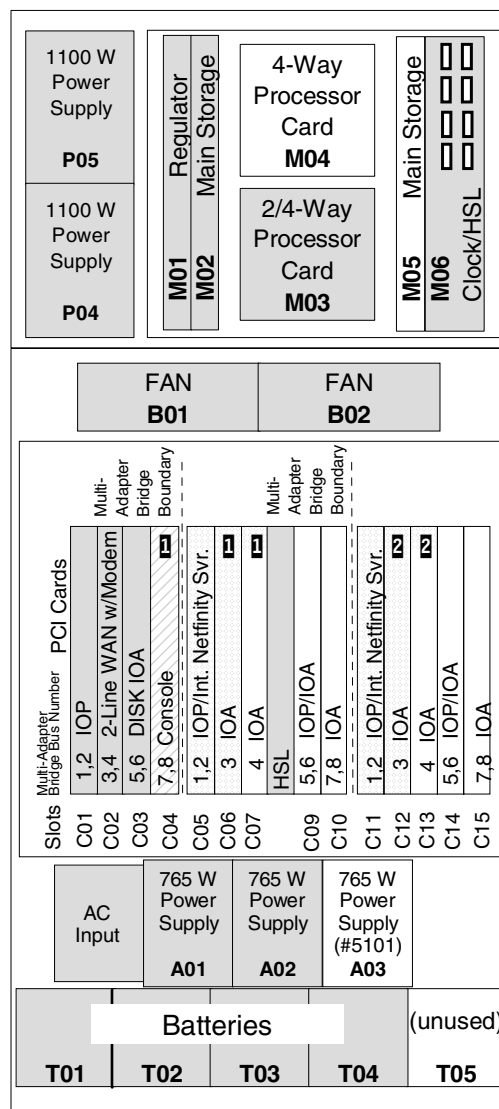 1100 W
Power
Supply
P05
1100 W
Power
Supply
P04
M01 Regulator
M02 Main Storage
4-Way
Processor
Card
M04
2/4-Way
Processor
Card
M03
M05 Main Storage
M06
Clock/HSL
FAN
B01
FAN
B02
Multi-
Adapter
Bridge
Boundary
Multi-
Adapter
Bridge
Boundary
Slots
Multi-Adapter
Bridge Bus Number
PCI Cards
C01 1,2 IOP
C02 3,4 2-Line WAN w/Modem
C03 5,6 DISK IOA
C04 7,8 Console 1
C05 1,2 IOP/Int. Netfinity Svr.
C06 3 IOA 1
C07 4 IOA 1
HSL
C09 5,6 IOP/IOA
C10 7,8 IOA
C11 1,2 IOP/Int. Netfinity Svr.
C12 3 IOA 2
C13 4 IOA 2
C14 5,6 IOP/IOA
C15 7,8 IOA
AC
Input
765 W
Power
Supply
A01
765 W
Power
Supply
A02
765 W
Power
Supply
(#5101)
A03
Batteries
(unused)
T01
T02
T03
T04
T05